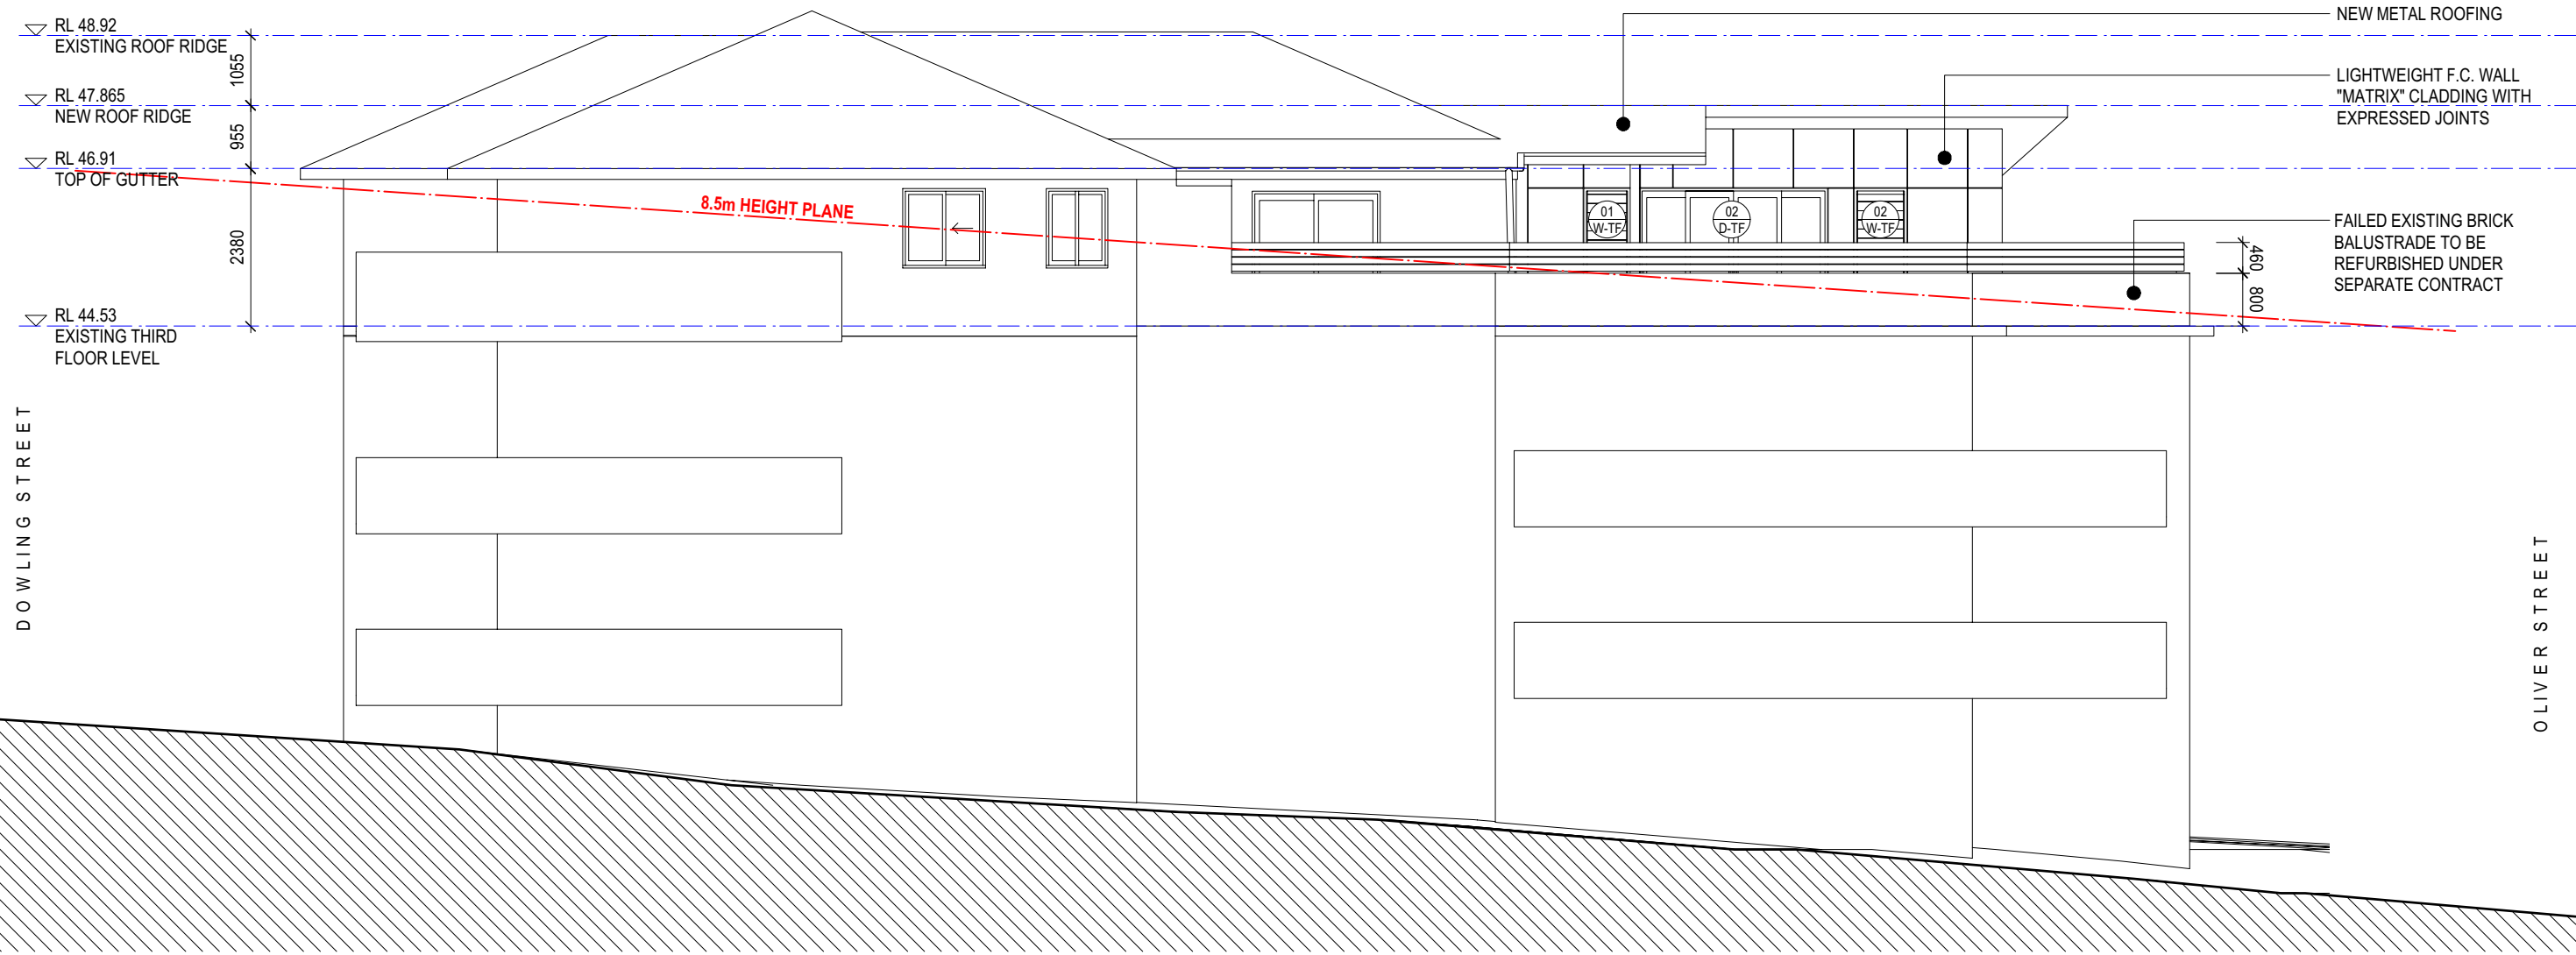 RL 48.92
EXISTING ROOF RIDGE
1055
RL 47.865
NEW ROOF RIDGE
955
RL 46.91
TOP OF GUTTER
2380
RL 44.53
EXISTING THIRD
FLOOR LEVEL
DOWLING STREET
8.5m HEIGHT PLANE
01
W-TF
02
D-TF
02
W-TF
NEW METAL ROOFING
LIGHTWEIGHT F.C. WALL
"MATRIX" CLADDING WITH
EXPRESSED JOINTS
FAILED EXISTING BRICK
BALUSTRADE TO BE
REFURBISHED UNDER
SEPARATE CONTRACT
460
800
OLIVER STREET